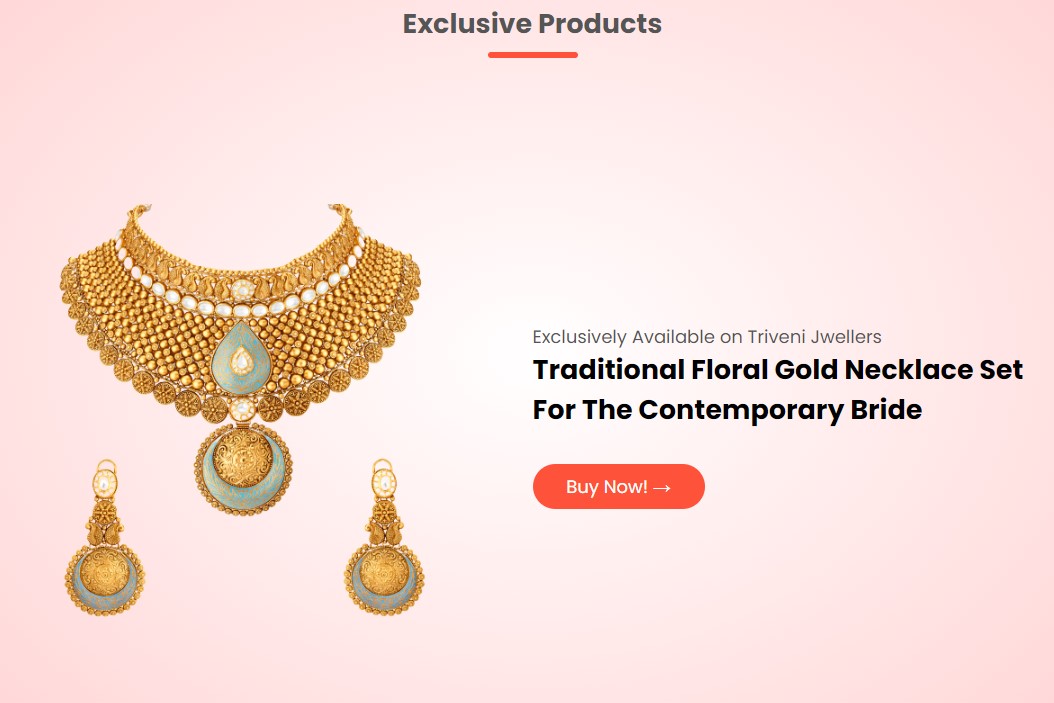 Exclusive Products
Exclusively Available on Triveni Jwellers
Traditional Floral Gold Necklace Set
For The Contemporary Bride
Buy Now! →